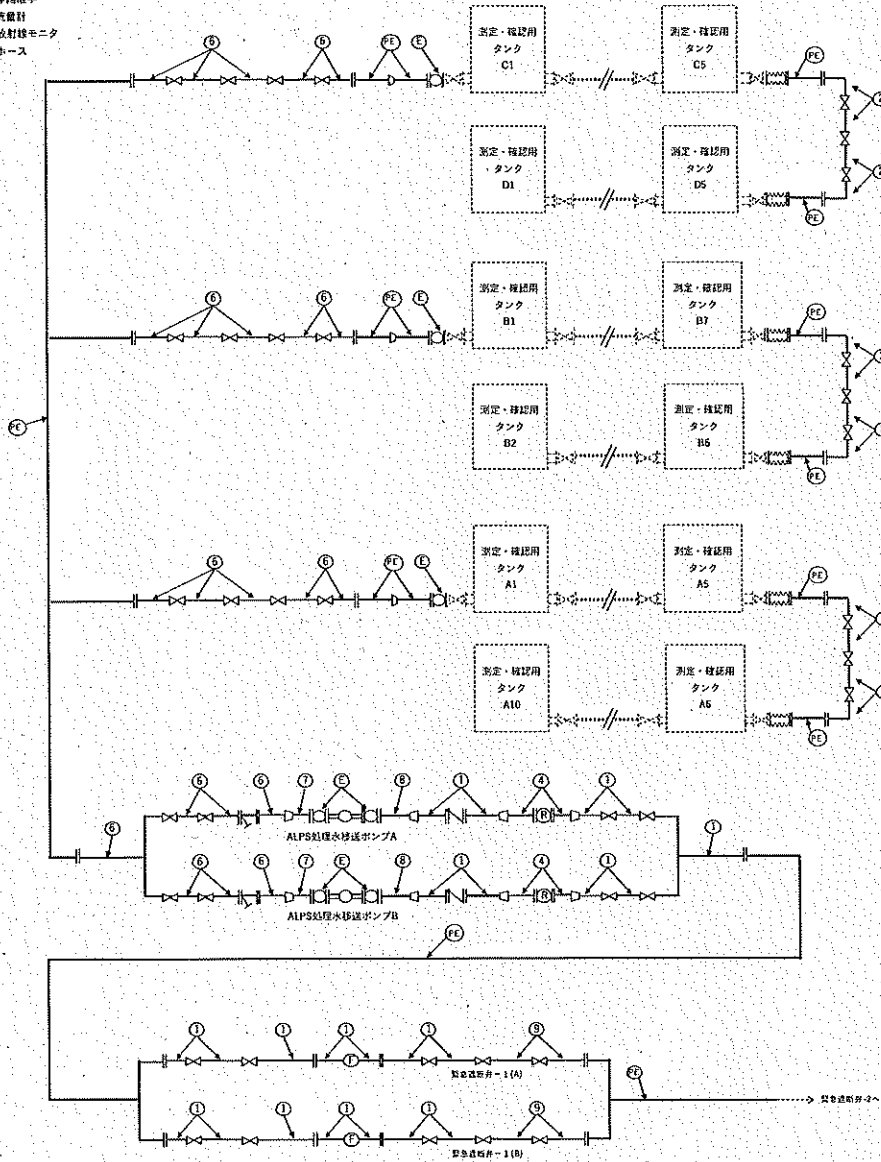 流量計
放射線モニタ
ホース
⑥ ⑥ PE E
測定・確認用
タンク
C1
測定・確認用
タンク
C5
PE
測定・確認用
タンク
D1
測定・確認用
タンク
D5
PE
⑥ ⑥ PE E
測定・確認用
タンク
B1
測定・確認用
タンク
B7
PE
PE
測定・確認用
タンク
B2
測定・確認用
タンク
B6
PE
⑥ ⑥ PE E
測定・確認用
タンク
A1
測定・確認用
タンク
A5
PE
測定・確認用
タンク
A10
測定・確認用
タンク
A6
PE
⑥ ⑥ ⑦ E ⑧ ① ④ ①
⑥ R ①
ALPS処理水移送ポンプA
⑥ ⑥ ⑦ E ⑧ ① ④ ①
R
ALPS処理水移送ポンプB
PE
① ① ① ① ⑨
F
緊急遮断弁-1(A)
PE
緊急遮断弁-2へ
① ① ① ① ⑨
F
緊急遮断弁-1(B)